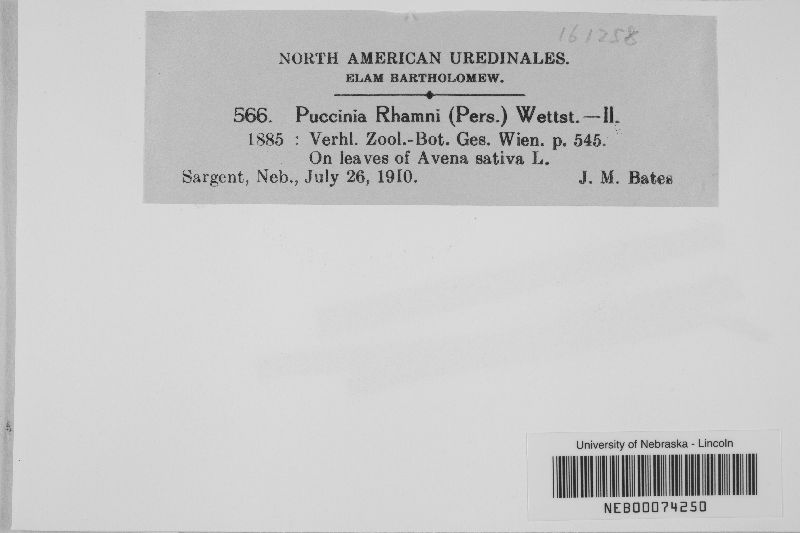 161258
NORTH AMERICAN UREDINALES.
ELAM BARTHOLOMEW.
566. Puccinia Rhamni (Pers.) Wettst.—II.
1885 : Verhl. Zool.-Bot. Ges. Wien. p. 545.
On leaves of Avena sativa L.
Sargent, Neb., July 26, 1910. J. M. Bates
University of Nebraska - Lincoln
NEB00074250